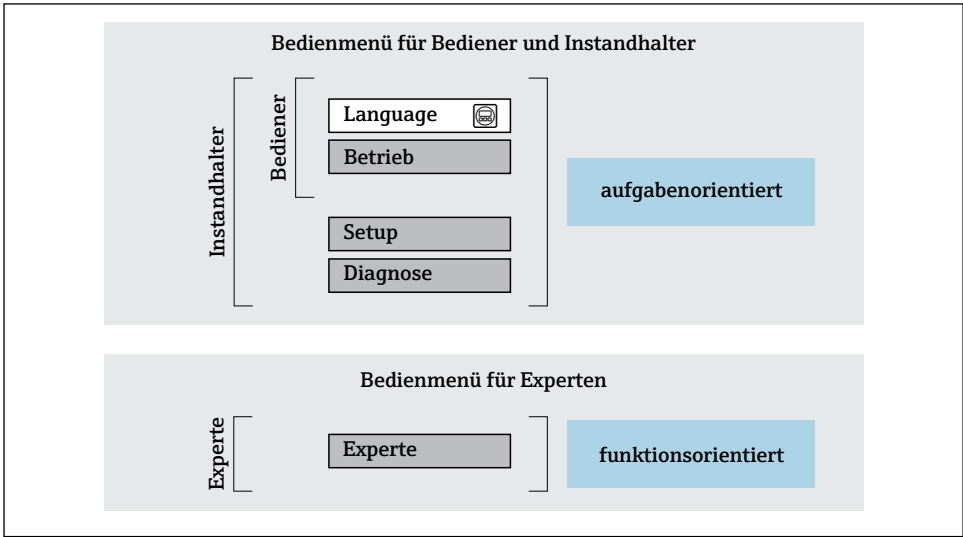 Bedienmenü für Bediener und Instandhalter
Instandhalter
Bediener
Language
Betrieb
Setup
Diagnose
aufgabenorientiert
Bedienmenü für Experten
Experte
Experte
funktionsorientiert